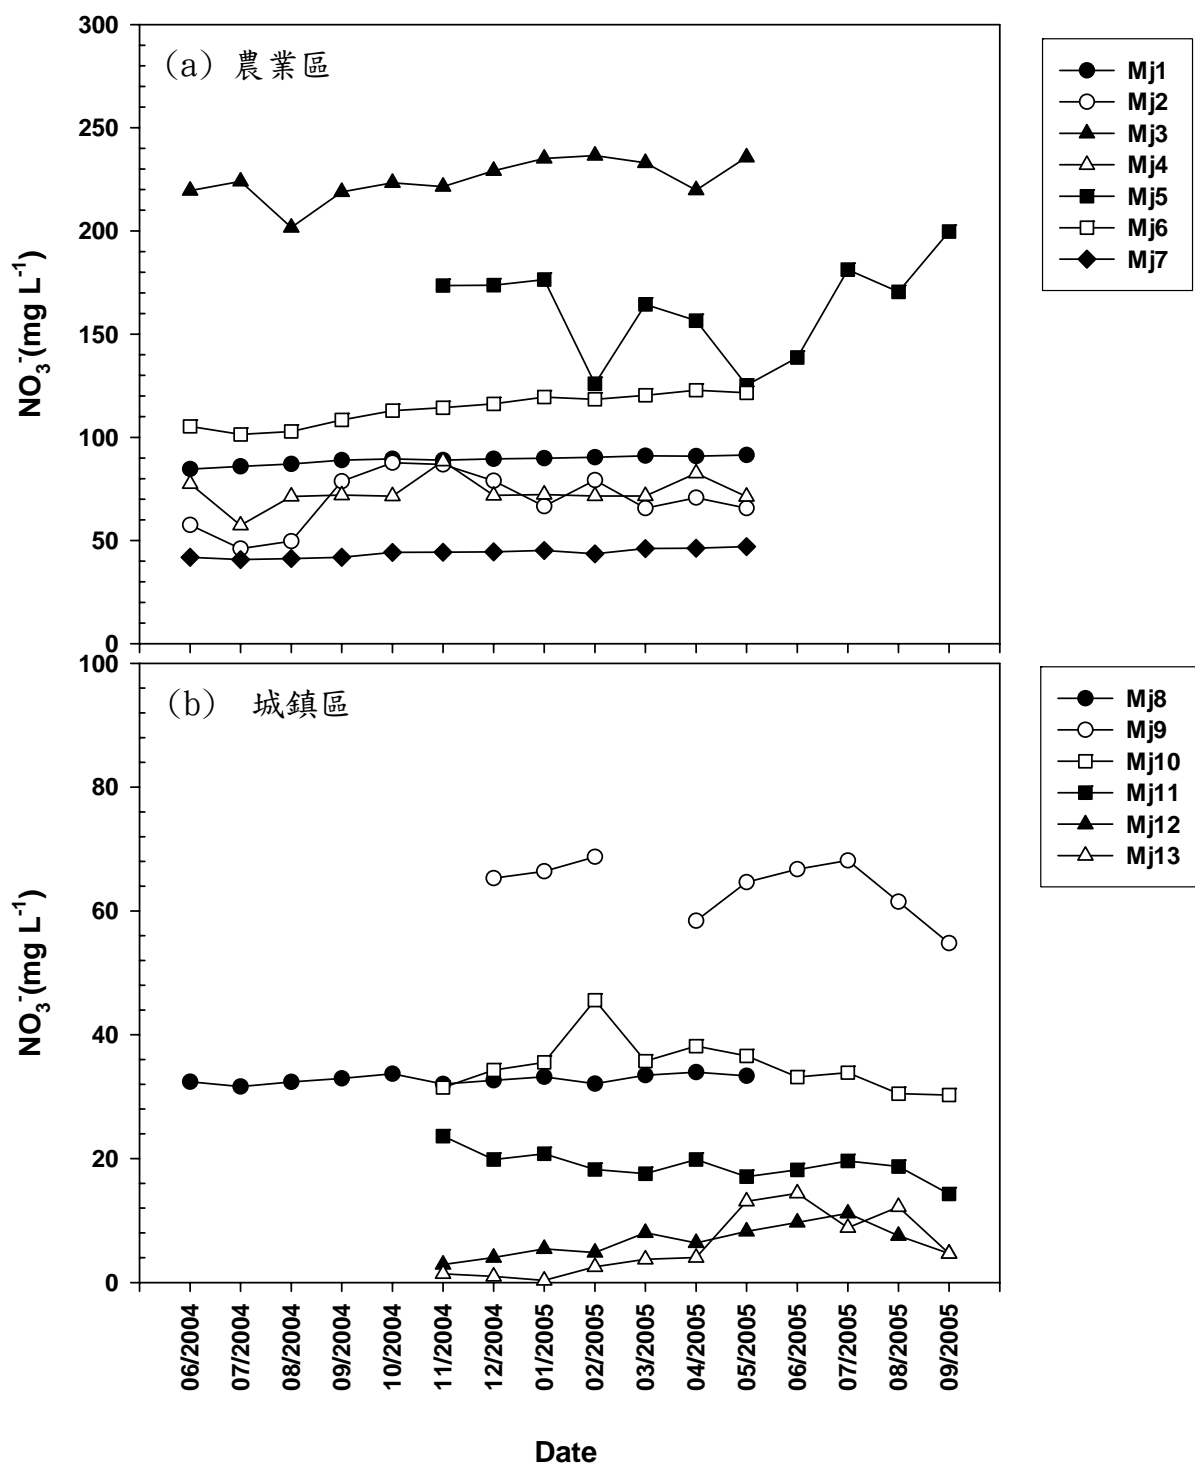 300
250
200
150
100
50
0
NO₃⁻(mg L⁻¹)
(a) 農業區
Mj1
Mj2
Mj3
Mj4
Mj5
Mj6
Mj7
100
80
60
40
20
0
NO₃⁻(mg L⁻¹)
(b) 城鎮區
Mj8
Mj9
Mj10
Mj11
Mj12
Mj13
06/2004
07/2004
08/2004
09/2004
10/2004
11/2004
12/2004
01/2005
02/2005
03/2005
04/2005
05/2005
06/2005
07/2005
08/2005
09/2005
Date